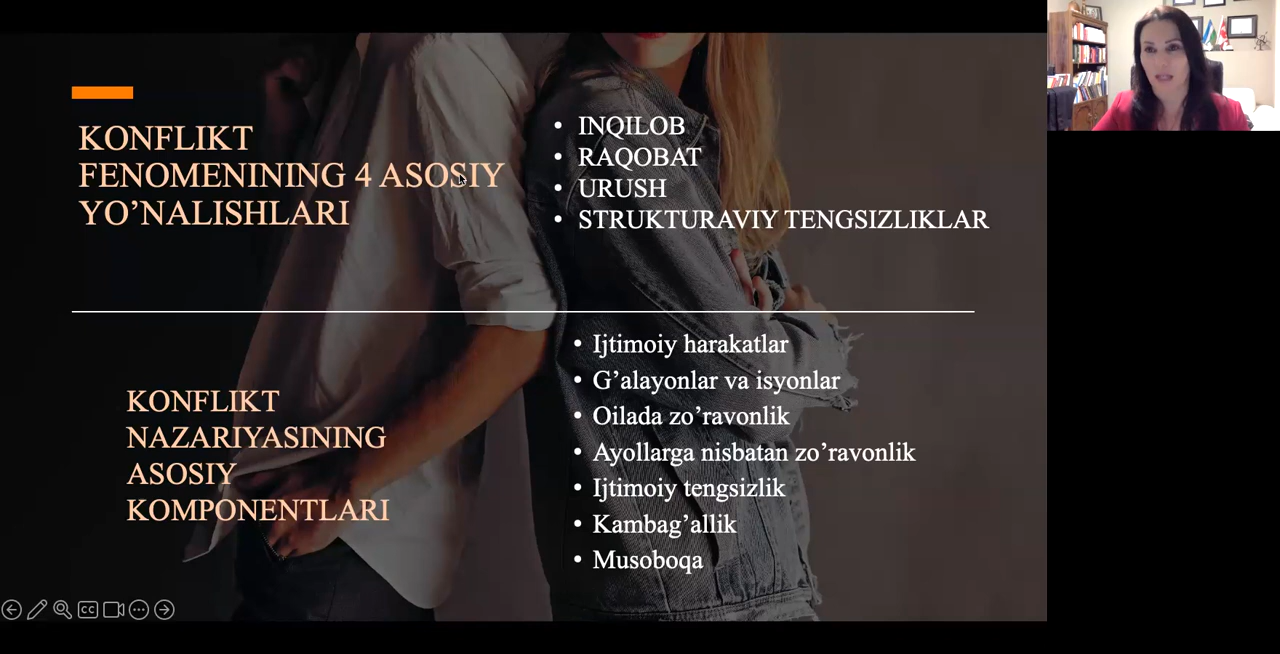 KONFLIKT
FENOMENINING 4 ASOSIY
YO’NALISHLARI
• INQILOB
• RAQOBAT
• URUSH
• STRUKTURAVIY TENGSIZLIKLAR
KONFLIKT
NAZARIYASINING
ASOSIY
KOMPONENTLARI
• Ijtimoiy harakatlar
• G’alayonlar va isyonlar
• Oilada zo’ravonlik
• Ayollarga nisbatan zo’ravonlik
• Ijtimoiy tengsizlik
• Kambag’allik
• Musoboqa
CC